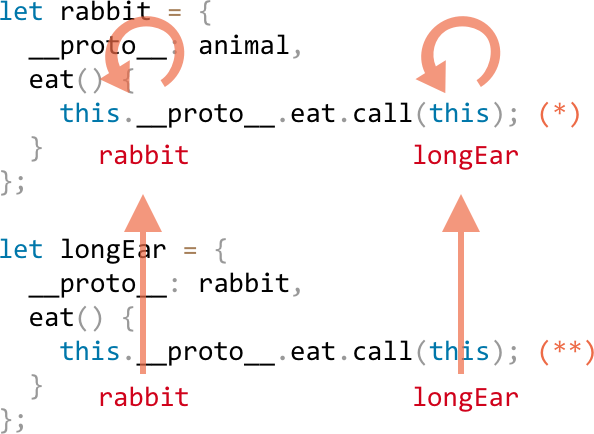 let rabbit = {
  __proto__: animal,
  eat() {
    this.__proto__.eat.call(this); (*)
rabbit longEar
  }
};
let longEar = {
  __proto__: rabbit,
  eat() {
    this.__proto__.eat.call(this); (**)
  }
rabbit longEar
};